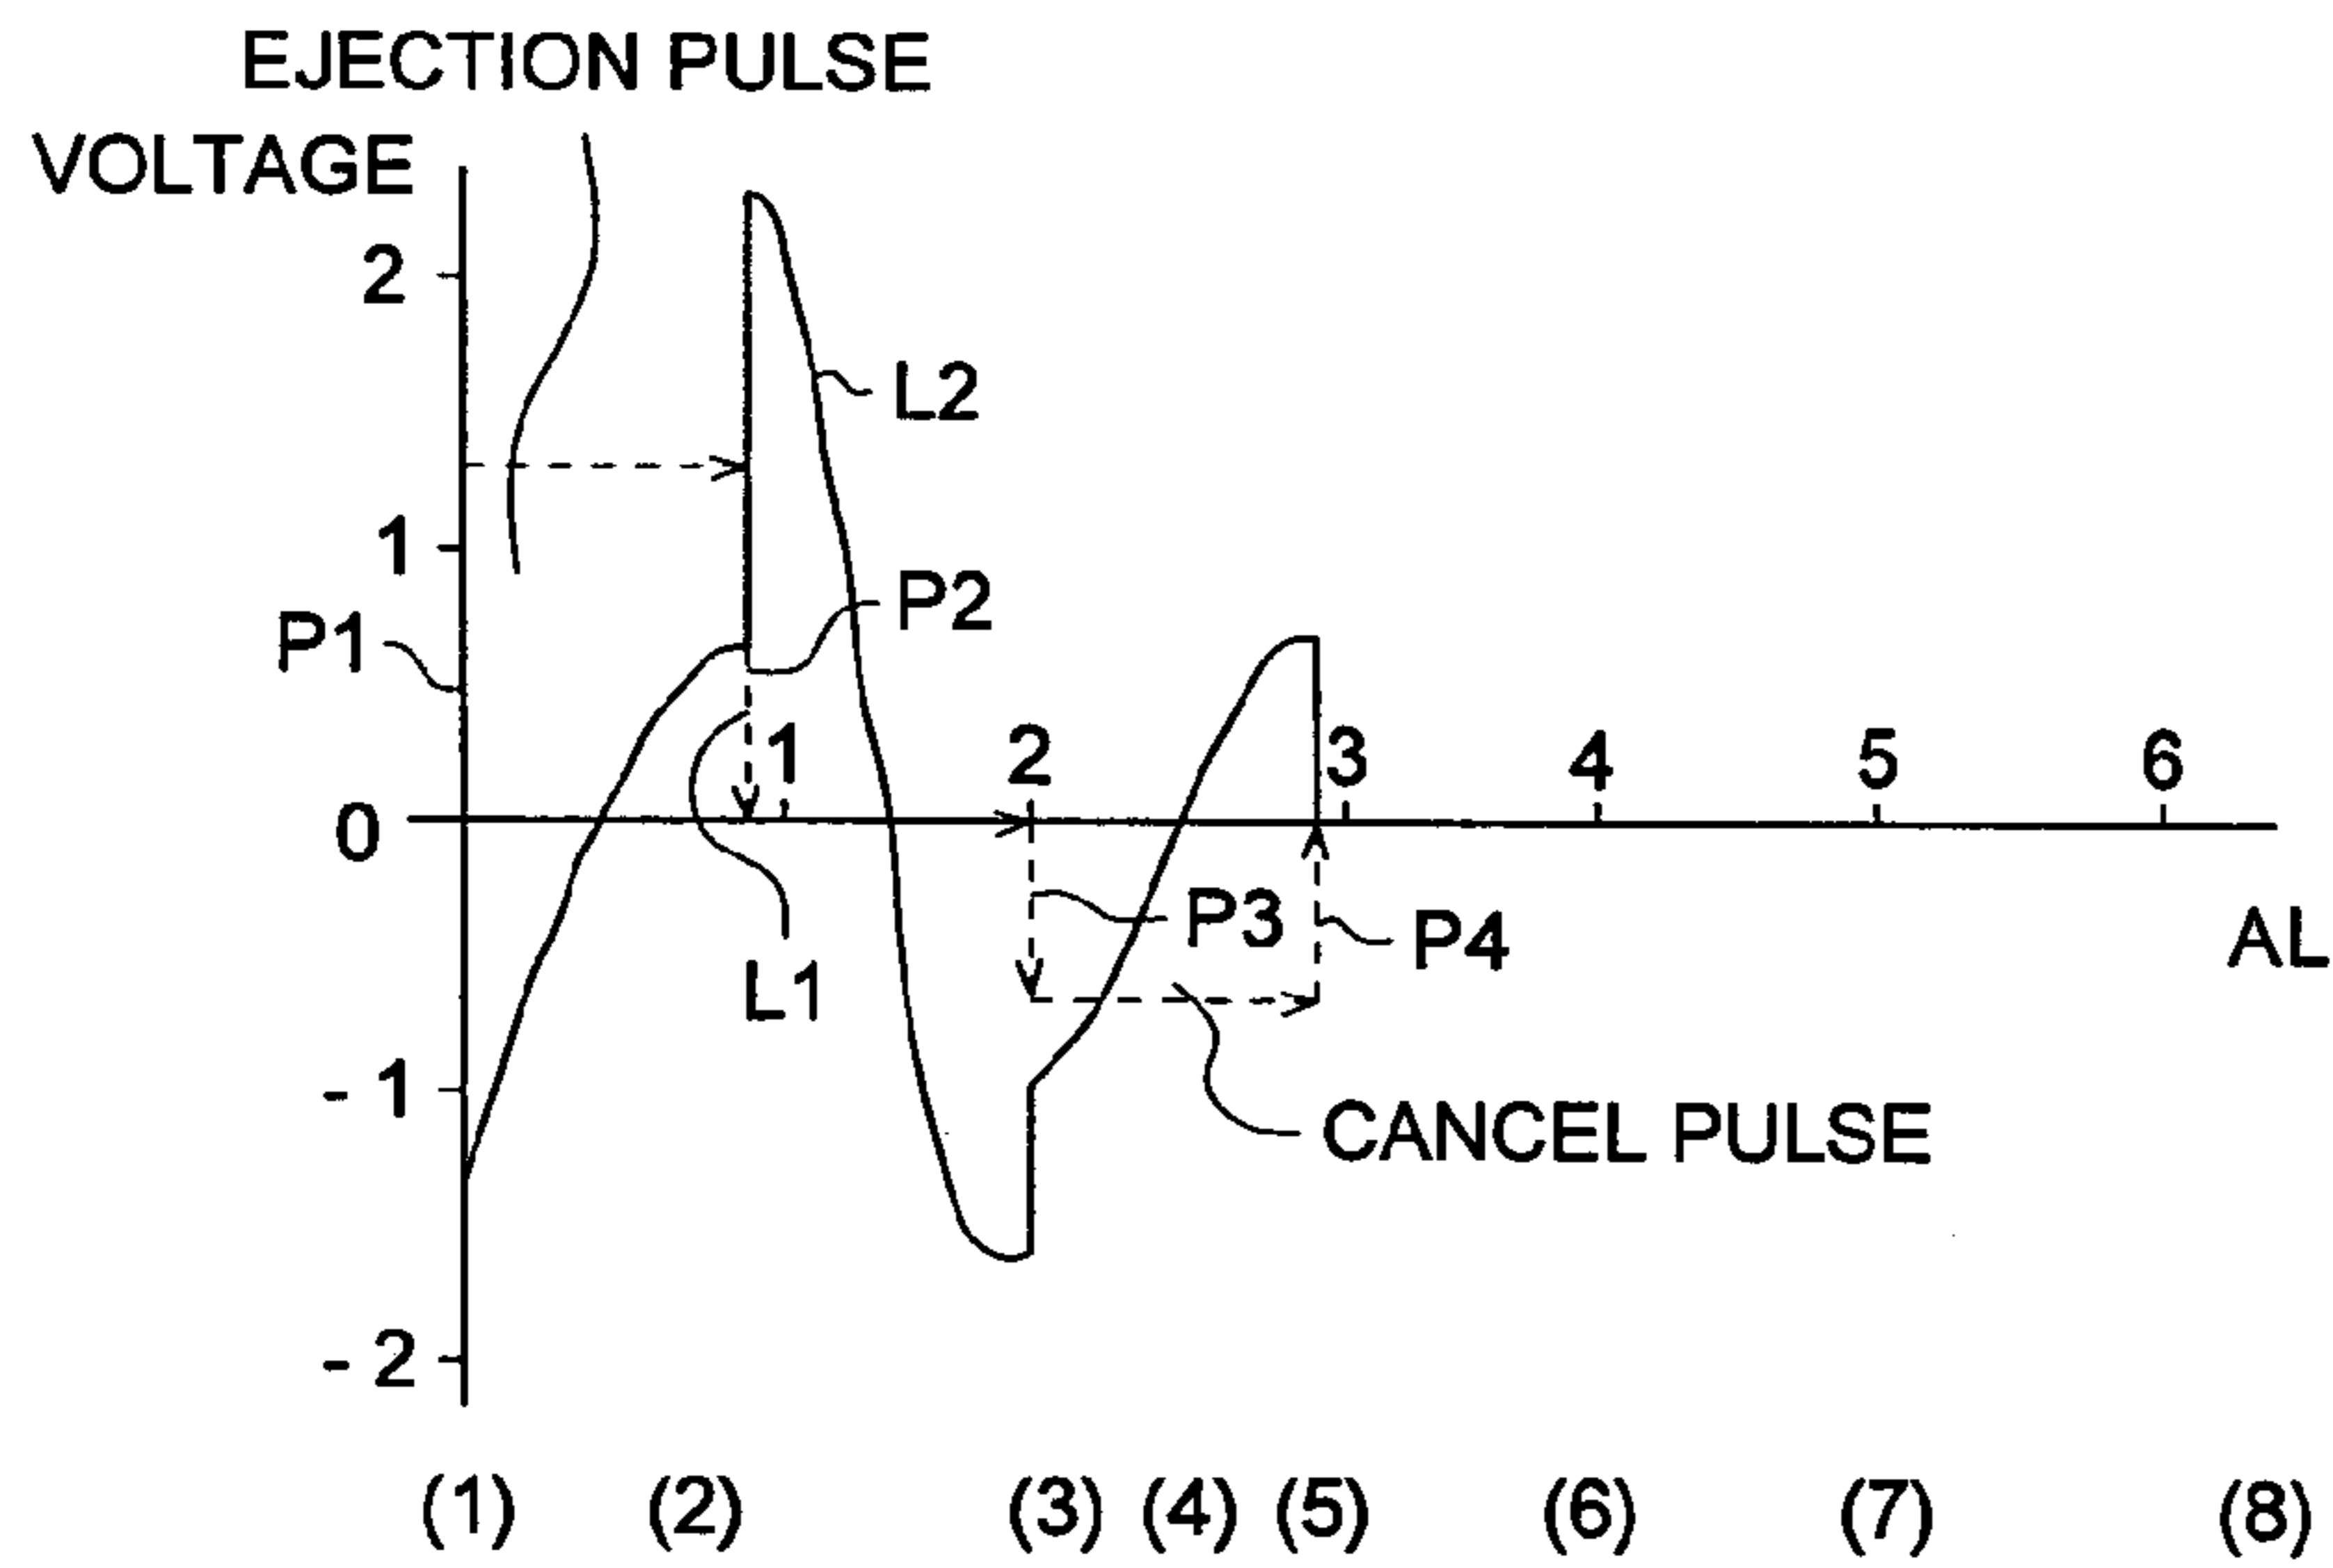 EJECTION PULSE
VOLTAGE
2
L2
1
P1
P2
0
1 2 3 4 5 6
P3
P4
AL
L1
- 1
CANCEL PULSE
- 2
(1) (2) (3) (4) (5) (6) (7) (8)